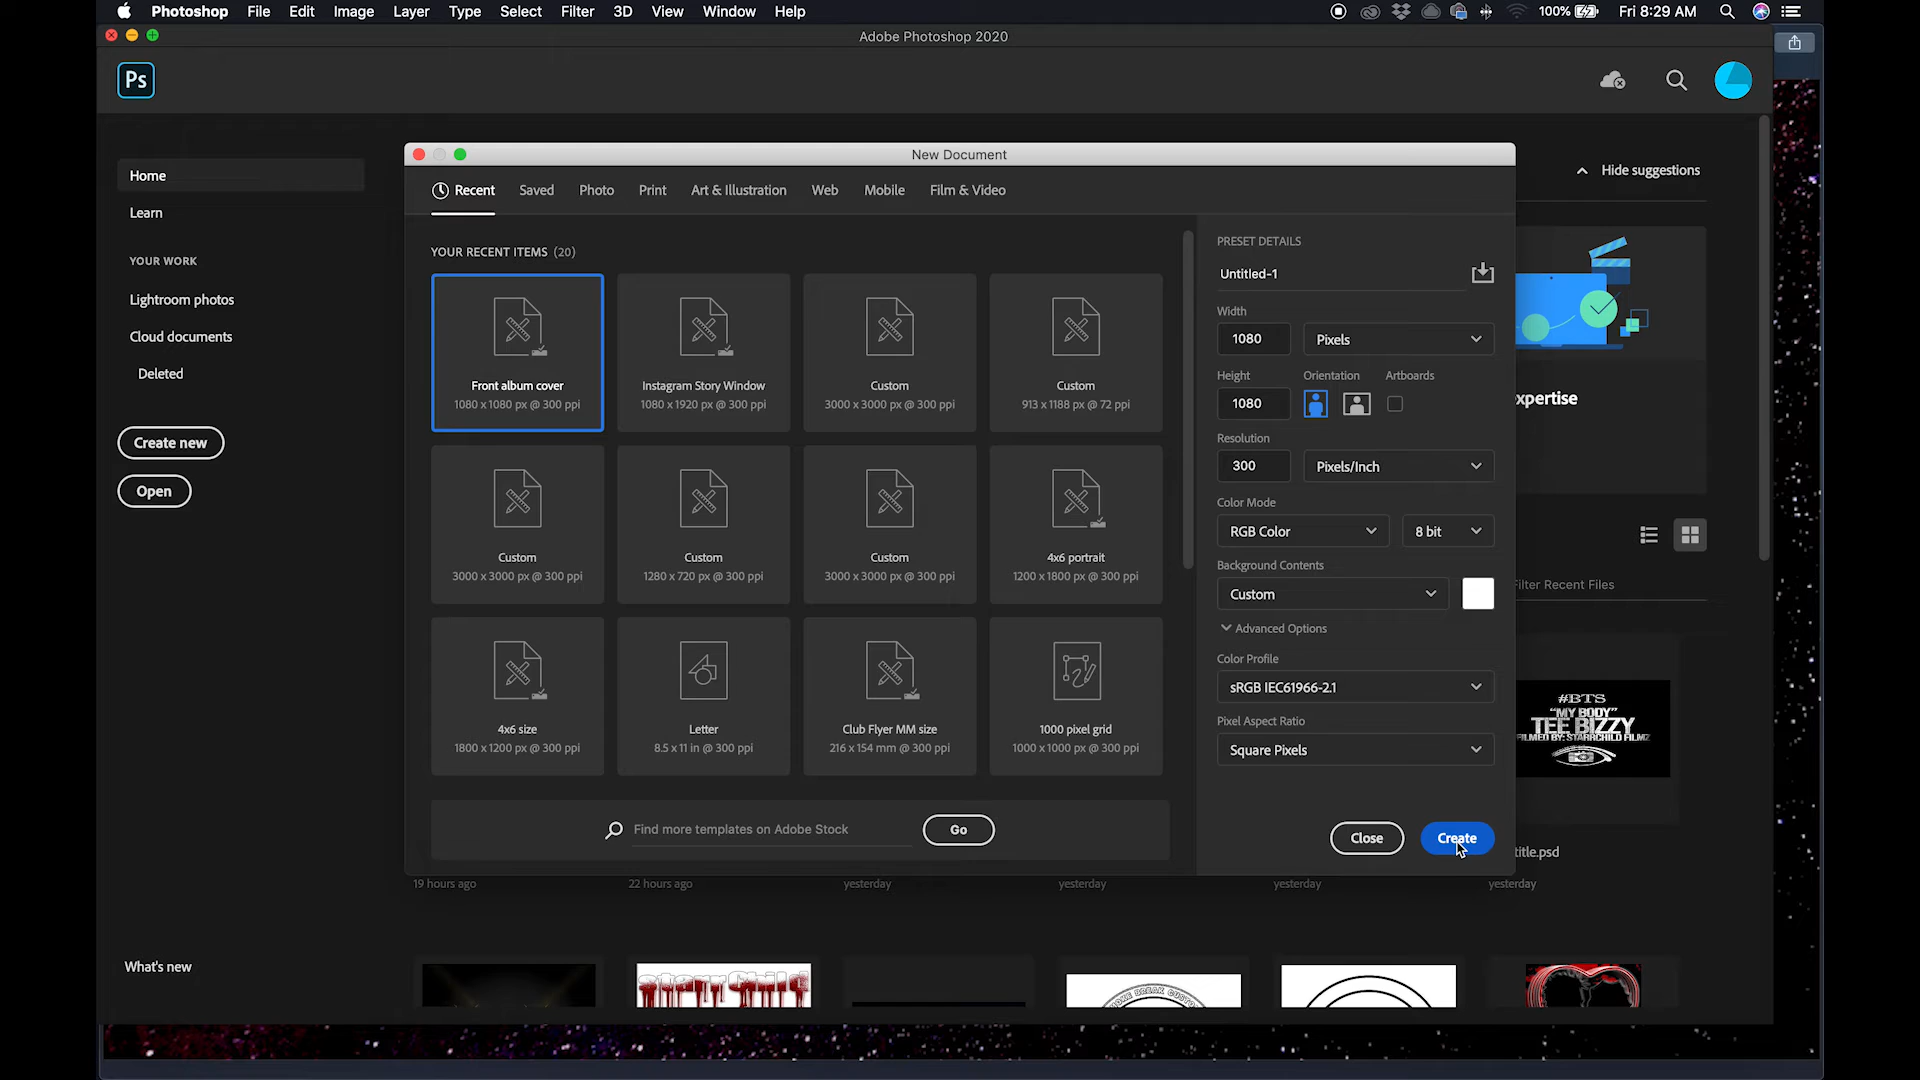 Photoshop File Edit Image Layer Type Select Filter 3D View Window Help 100% Fri 8:29 AM
Adobe Photoshop 2020
Ps
Home
Learn
YOUR WORK
Lightroom photos
Cloud documents
Deleted
Create new
Open
What's new
Hide suggestions
xpertise
Filter Recent Files
New Document
Recent Saved Photo Print Art & Illustration Web Mobile Film & Video
YOUR RECENT ITEMS (20)
Front album cover
1080 x 1080 px @ 300 ppi
Instagram Story Window
1080 x 1920 px @ 300 ppi
Custom
3000 x 3000 px @ 300 ppi
Custom
913 x 1188 px @ 72 ppi
Custom
3000 x 3000 px @ 300 ppi
Custom
1280 x 720 px @ 300 ppi
Custom
3000 x 3000 px @ 300 ppi
4x6 portrait
1200 x 1800 px @ 300 ppi
4x6 size
1800 x 1200 px @ 300 ppi
Letter
8.5 x 11 in @ 300 ppi
Club Flyer MM size
216 x 154 mm @ 300 ppi
1000 pixel grid
1000 x 1000 px @ 300 ppi
Find more templates on Adobe Stock
Go
PRESET DETAILS
Untitled-1
Width
1080 Pixels
Height Orientation Artboards
1080
Resolution
300 Pixels/Inch
Color Mode
RGB Color 8 bit
Background Contents
Custom
Advanced Options
Color Profile
sRGB IEC61966-2.1
Pixel Aspect Ratio
Square Pixels
Close Create
#BTS
"MY BODY"
TEE BIZZY
FILMED BY: STARRCHILD FILMZ
title.psd
19 hours ago 22 hours ago yesterday yesterday yesterday yesterday
starrChild